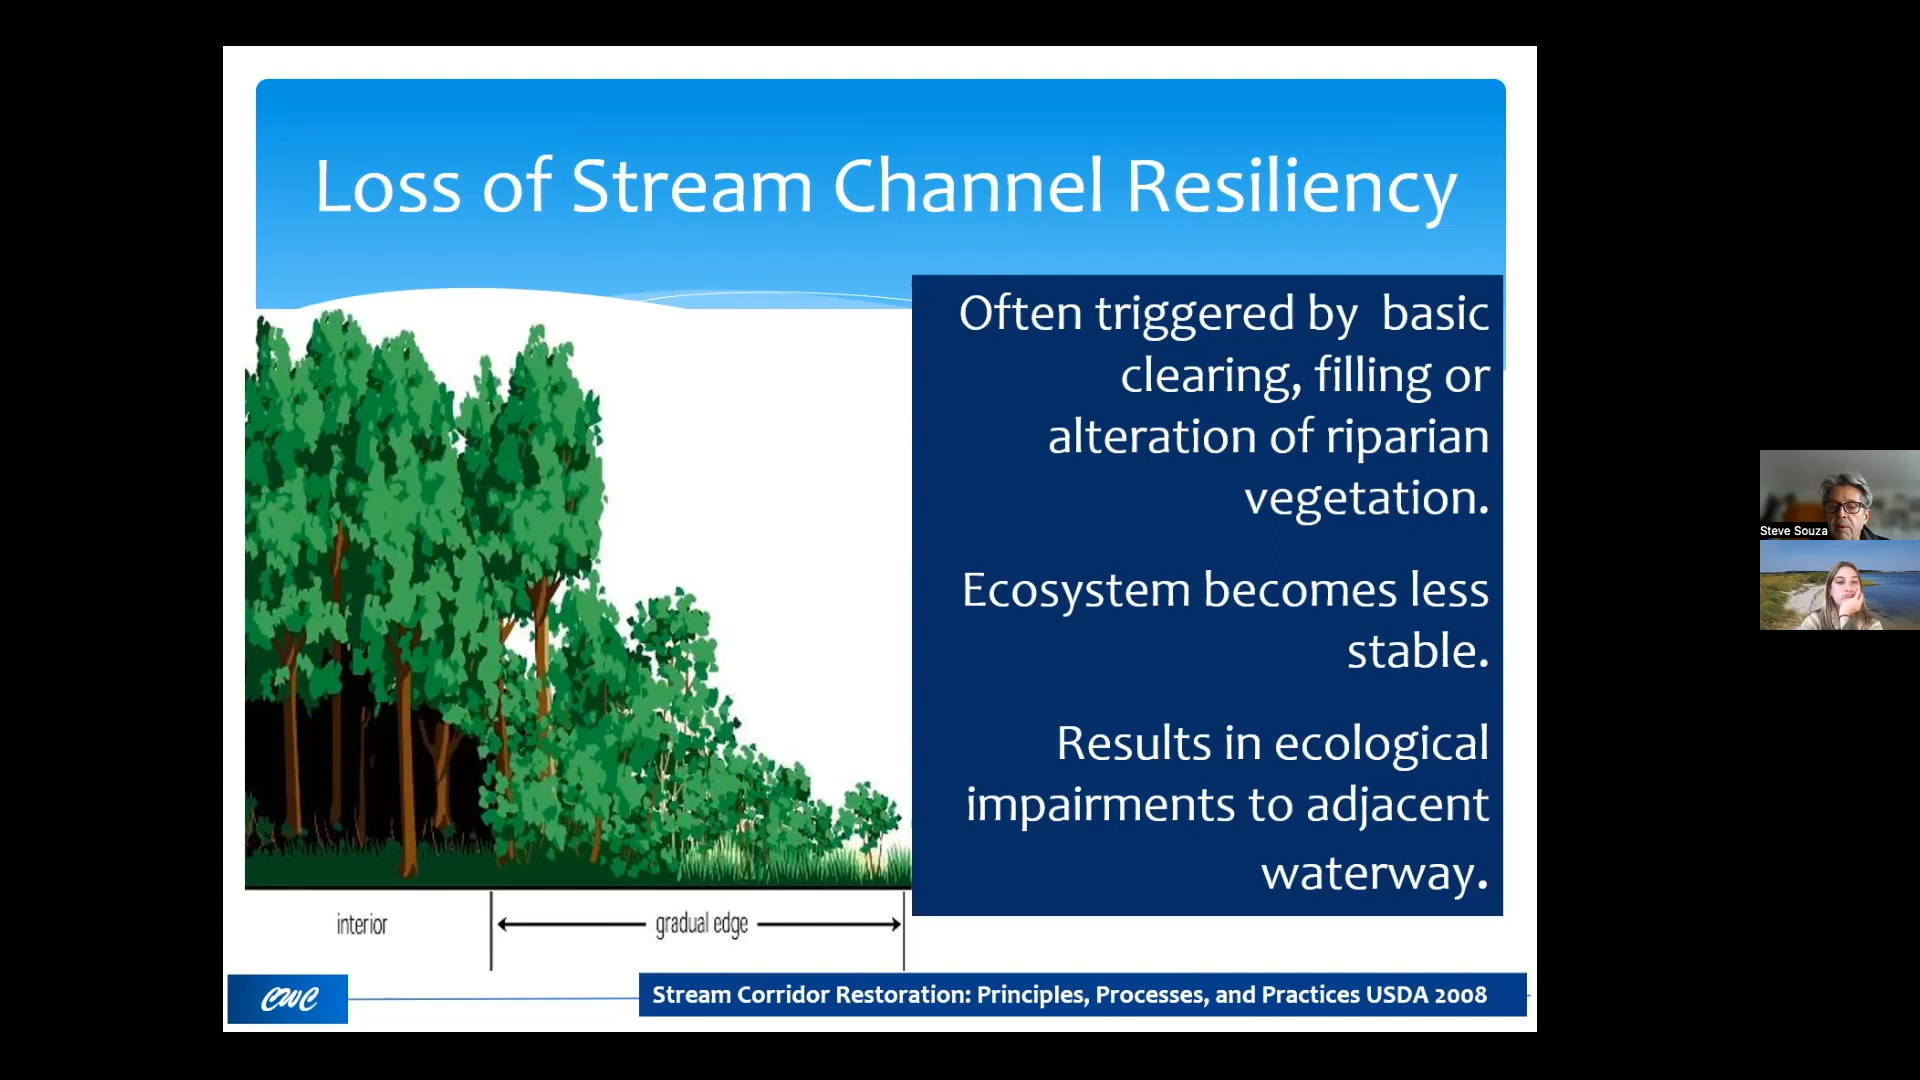 Loss of Stream Channel Resiliency
Often triggered by basic
clearing, filling or
alteration of riparian
vegetation.
Ecosystem becomes less
stable.
Results in ecological
impairments to adjacent
waterway.
interior
gradual edge
CWC
Stream Corridor Restoration: Principles, Processes, and Practices USDA 2008
Steve Souza